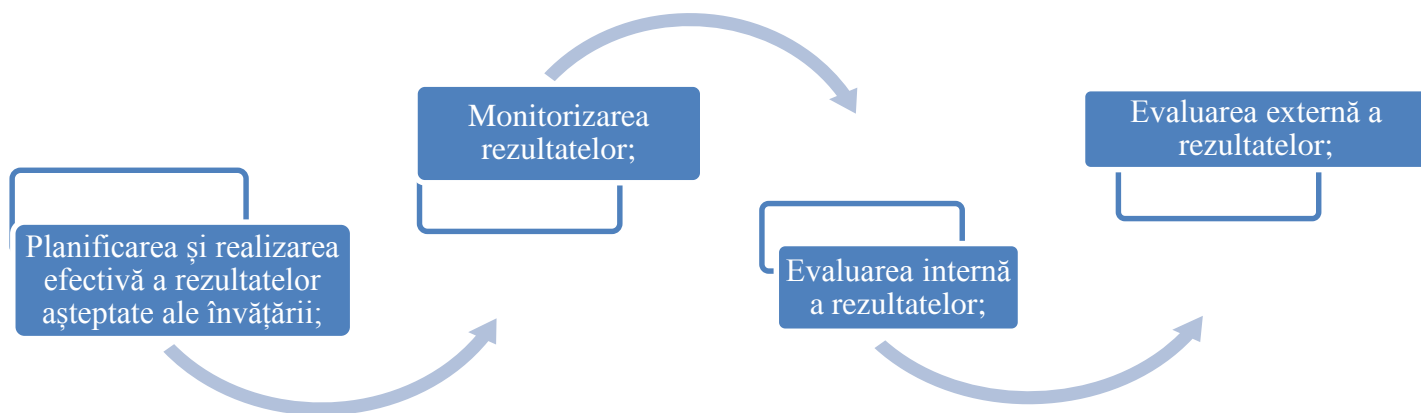 Planificarea și realizarea
efectivă a rezultatelor
așteptate ale învățării;
Monitorizarea
rezultatelor;
Evaluarea internă
a rezultatelor;
Evaluarea externă a
rezultatelor;